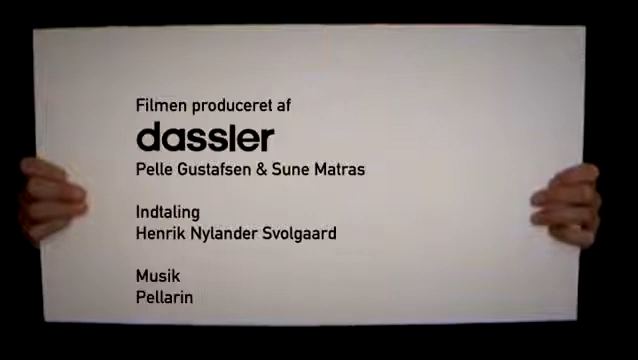 Filmen produceret af
dassler
Pelle Gustafsen & Sune Matras
Indtaling
Henrik Nylander Svolgaard
Musik
Pellarin